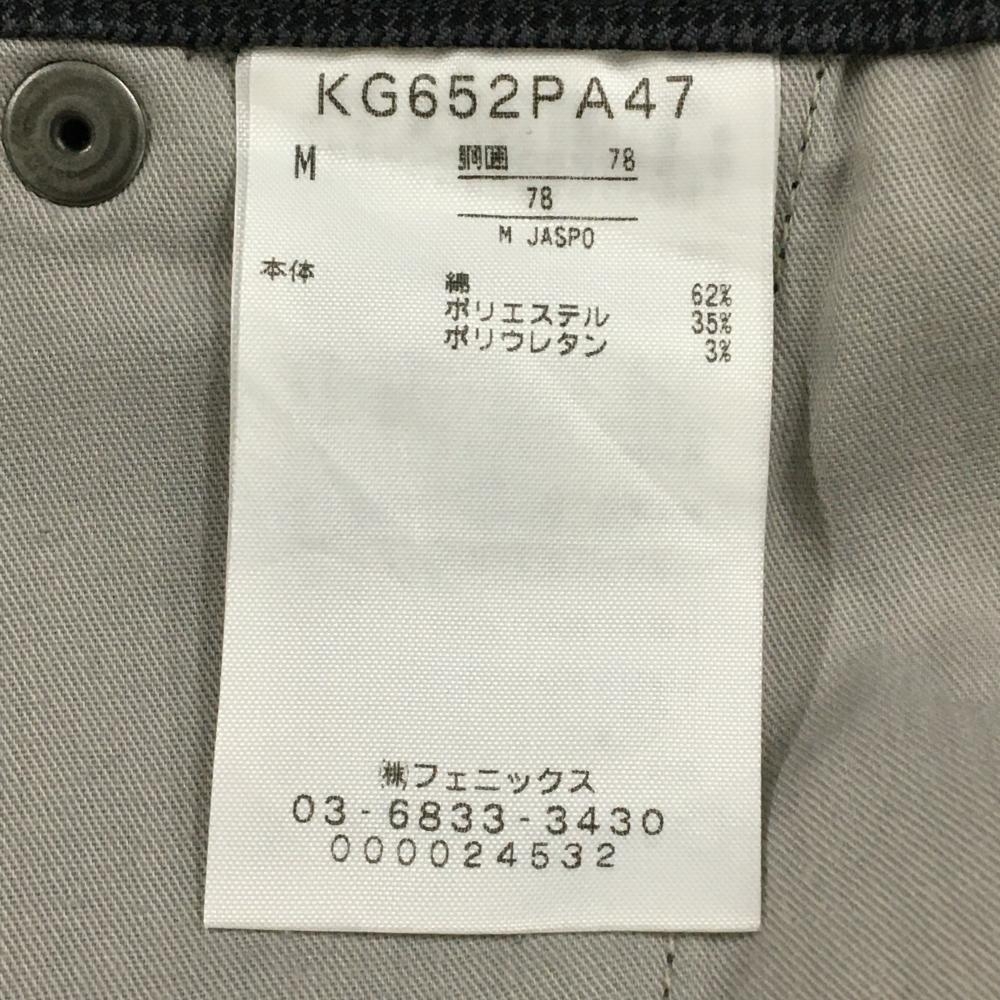 KG652PA47
M 胴囲 78
78
M JASPO
本体 綿 62%
ポリエステル 35%
ポリウレタン 3%
㈱フェニックス
03-6833-3430
000024532